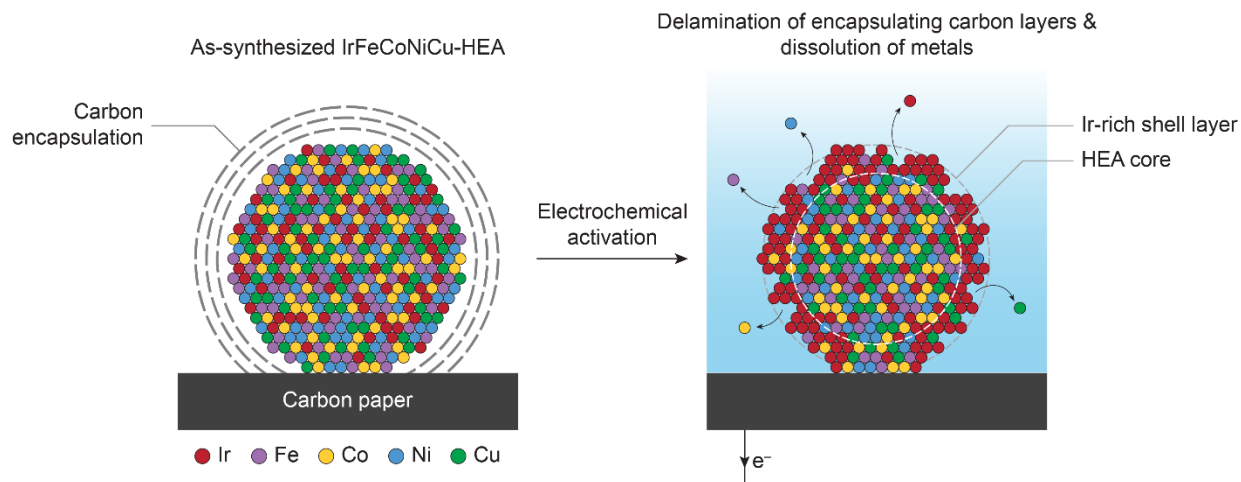 As-synthesized IrFeCoNiCu-HEA
Carbon
encapsulation
Carbon paper
Ir Fe Co Ni Cu
Electrochemical
activation
Delamination of encapsulating carbon layers &
dissolution of metals
Ir-rich shell layer
HEA core
e⁻